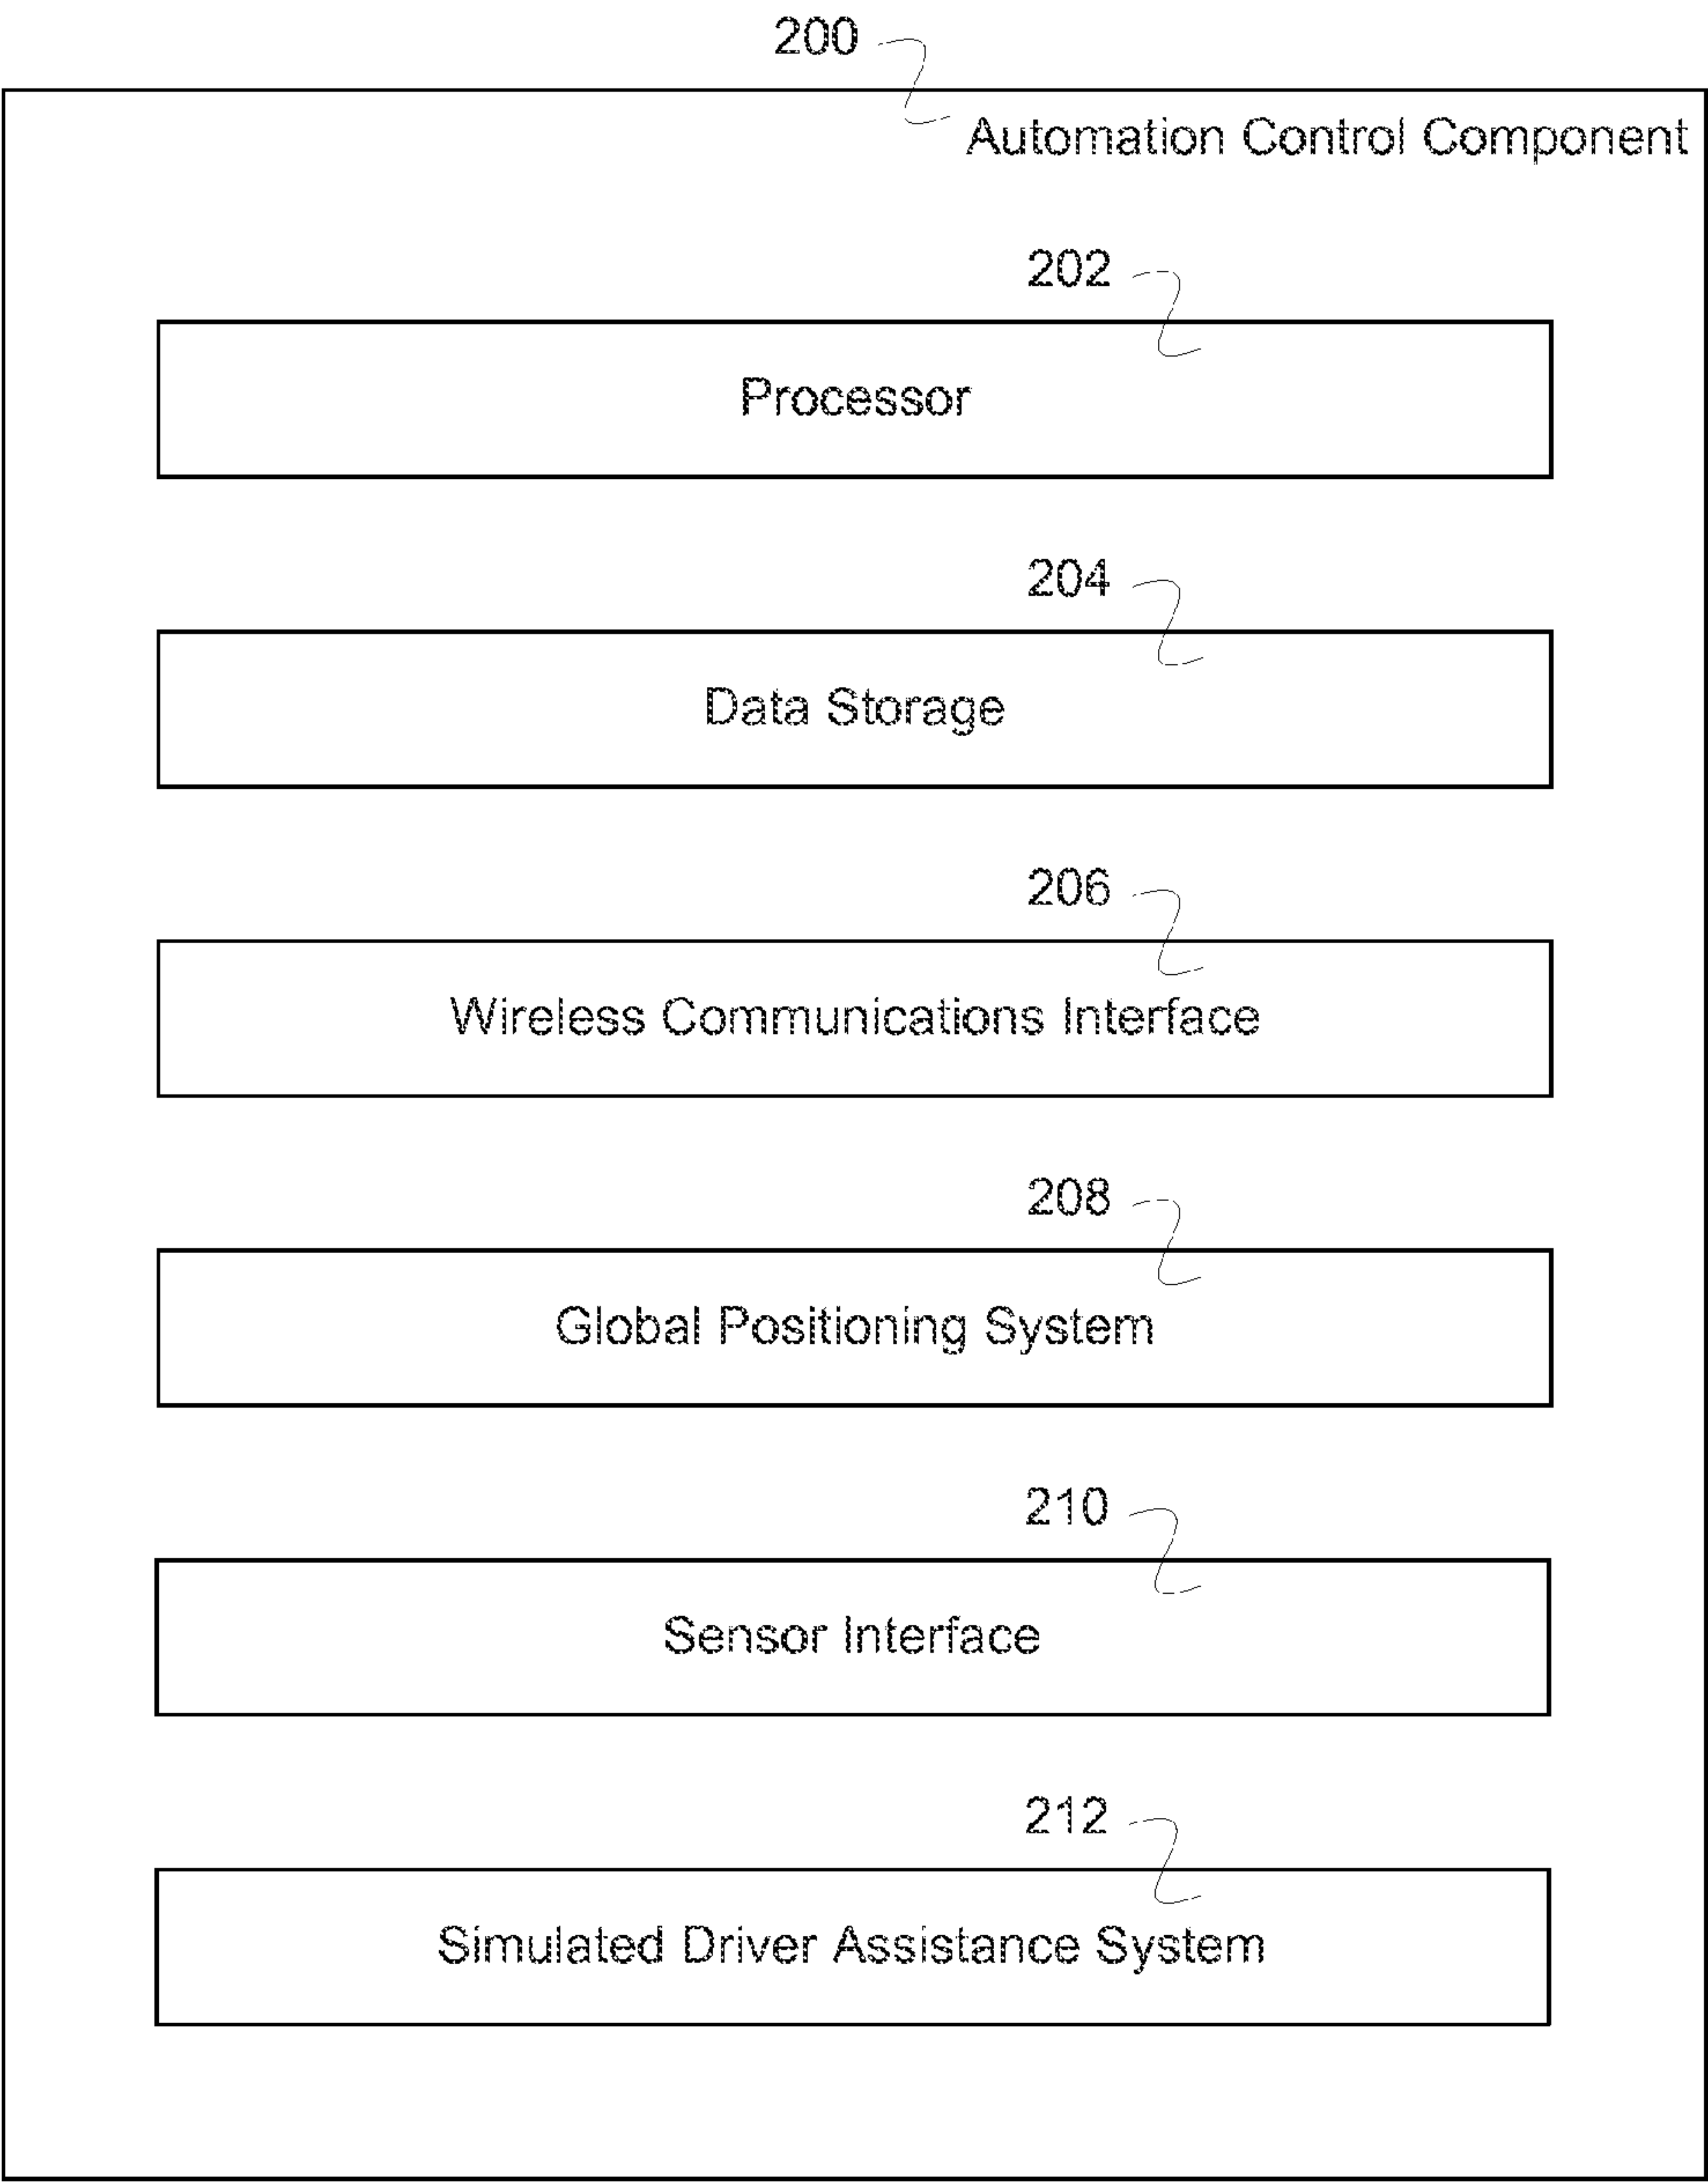 200
Automation Control Component
202
Processor
204
Data Storage
206
Wireless Communications Interface
208
Global Positioning System
210
Sensor Interface
212
Simulated Driver Assistance System